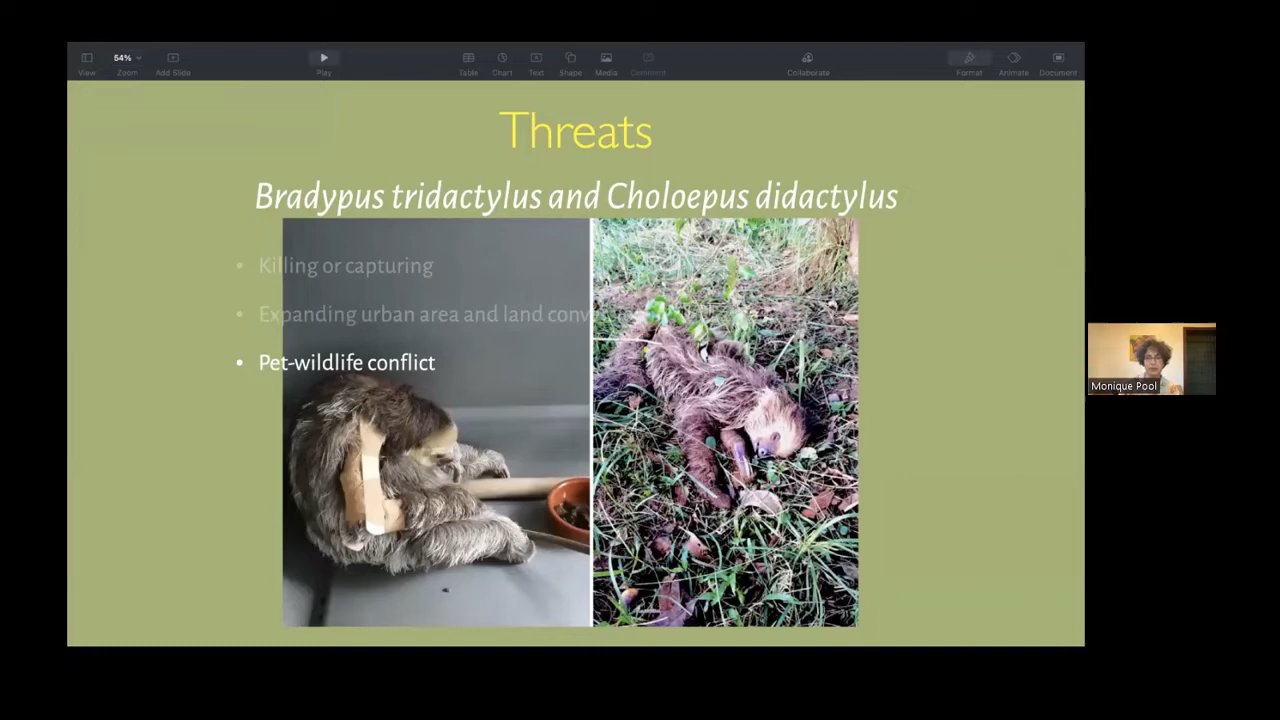 54%
View
Zoom
Add Slide
Play
Table
Chart
Text
Shape
Media
Comment
Collaborate
Format
Animate
Document
Threats
Bradypus tridactylus and Choloepus didactylus
• Killing or capturing
• Expanding urban area and land
• Pet-wildlife conflict
Monique Pool